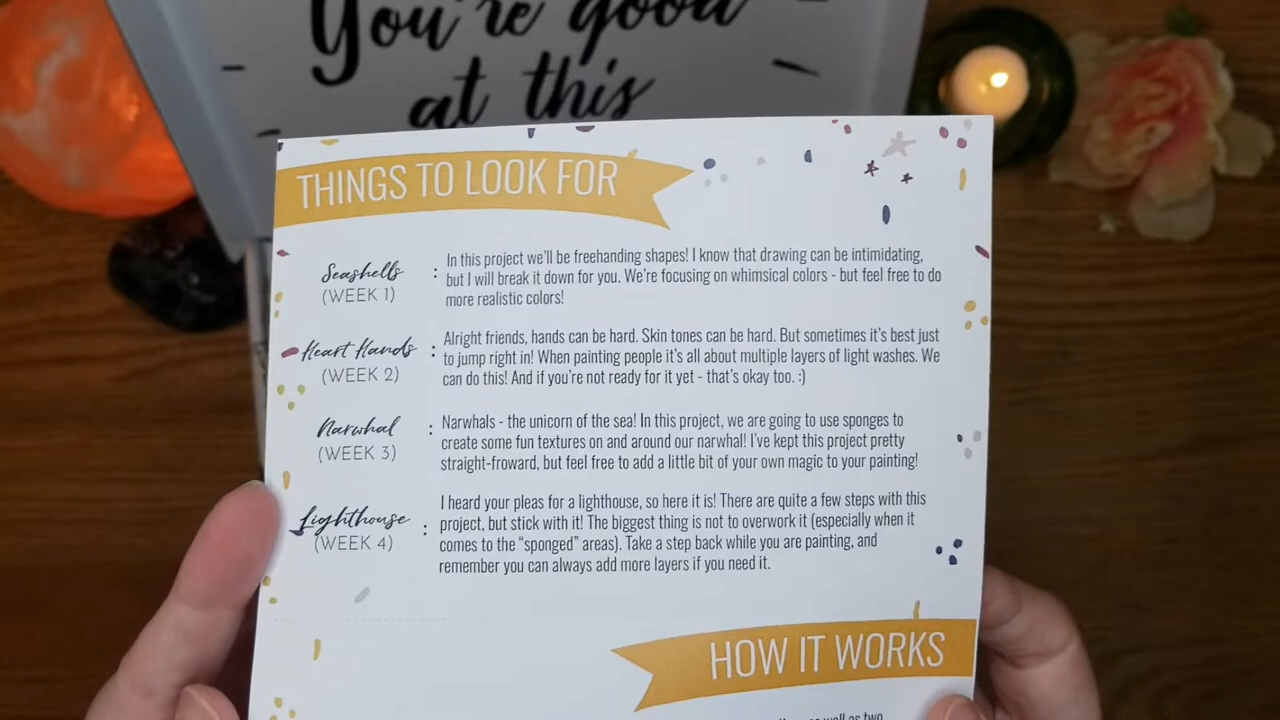 You're good
at this
THINGS TO LOOK FOR
Seashells
(WEEK 1)
:
In this project we'll be freehanding shapes! I know that drawing can be intimidating,
but I will break it down for you. We're focusing on whimsical colors - but feel free to do
more realistic colors!
Heart Hands
(WEEK 2)
:
Alright friends, hands can be hard. Skin tones can be hard. But sometimes it's best just
to jump right in! When painting people it's all about multiple layers of light washes. We
can do this! And if you're not ready for it yet - that's okay too. :)
Narwhal
(WEEK 3)
:
Narwhals - the unicorn of the sea! In this project, we are going to use sponges to
create some fun textures on and around our narwhal! I've kept this project pretty
straight-froward, but feel free to add a little bit of your own magic to your painting!
Lighthouse
(WEEK 4)
:
I heard your pleas for a lighthouse, so here it is! There are quite a few steps with this
project, but stick with it! The biggest thing is not to overwork it (especially when it
comes to the "sponged" areas). Take a step back while you are painting, and
remember you can always add more layers if you need it.
HOW IT WORKS
well as two